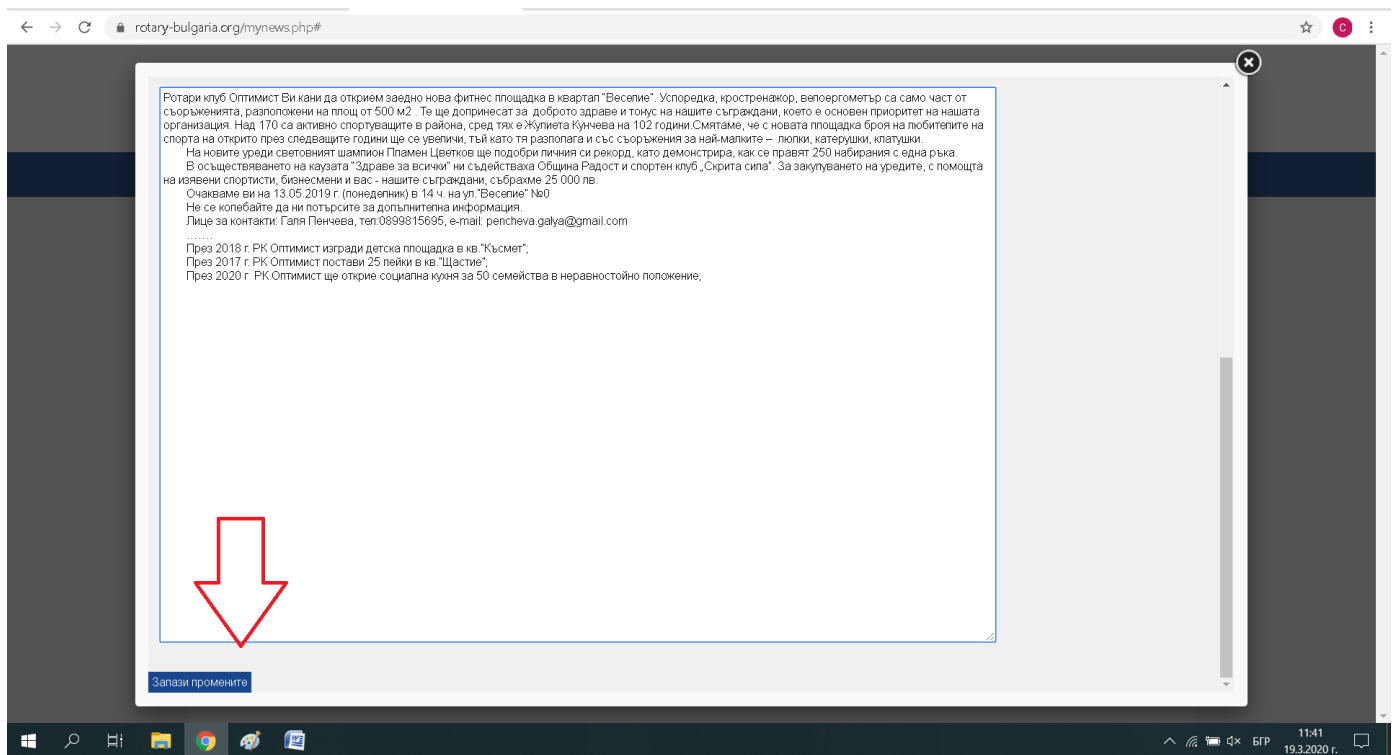 rotary-bulgaria.org/mynews.php#
C
Ротари клуб Оптимист Ви кани да открием заедно нова фитнес площадка в квартал "Веселие". Успоредка, кростренажор, велоергометър са само част от
съоръженията, разположени на площ от 500 м2 . Те ще допринесат за доброто здраве и тонус на нашите съграждани, което е основен приоритет на нашата
организация. Над 170 са активно спортуващите в района, сред тях е Жулиета Кунчева на 102 години.Смятаме, че с новата площадка броя на любителите на
спорта на открито през следващите години ще се увеличи, тъй като тя разполага и със съоръжения за най-малките – люлки, катерушки, клатушки.
На новите уреди световният шампион Пламен Цветков ще подобри личния си рекорд, като демонстрира, как се правят 250 набирания с една ръка.
В осъществяването на каузата "Здраве за всички" ни съдействаха Община Радост и спортен клуб „Скрита сила". За закупуването на уредите, с помощта
на изявени спортисти, бизнесмени и вас - нашите съграждани, събрахме 25 000 лв.
Очакваме ви на 13.05.2019 г. (понеделник) в 14 ч. на ул."Веселие" №0
Не се колебайте да ни потърсите за допълнителна информация.
Лице за контакти: Галя Пенчева, тел:0899815695, e-mail: pencheva.galya@gmail.com
…….
През 2018 г. РК Оптимист изгради детска площадка в кв."Късмет";
През 2017 г. РК Оптимист постави 25 пейки в кв."Щастие";
През 2020 г РК Оптимист ще открие социална кухня за 50 семейства в неравностойно положение;
Запази промените
БГР
11:41
19.3.2020 г.